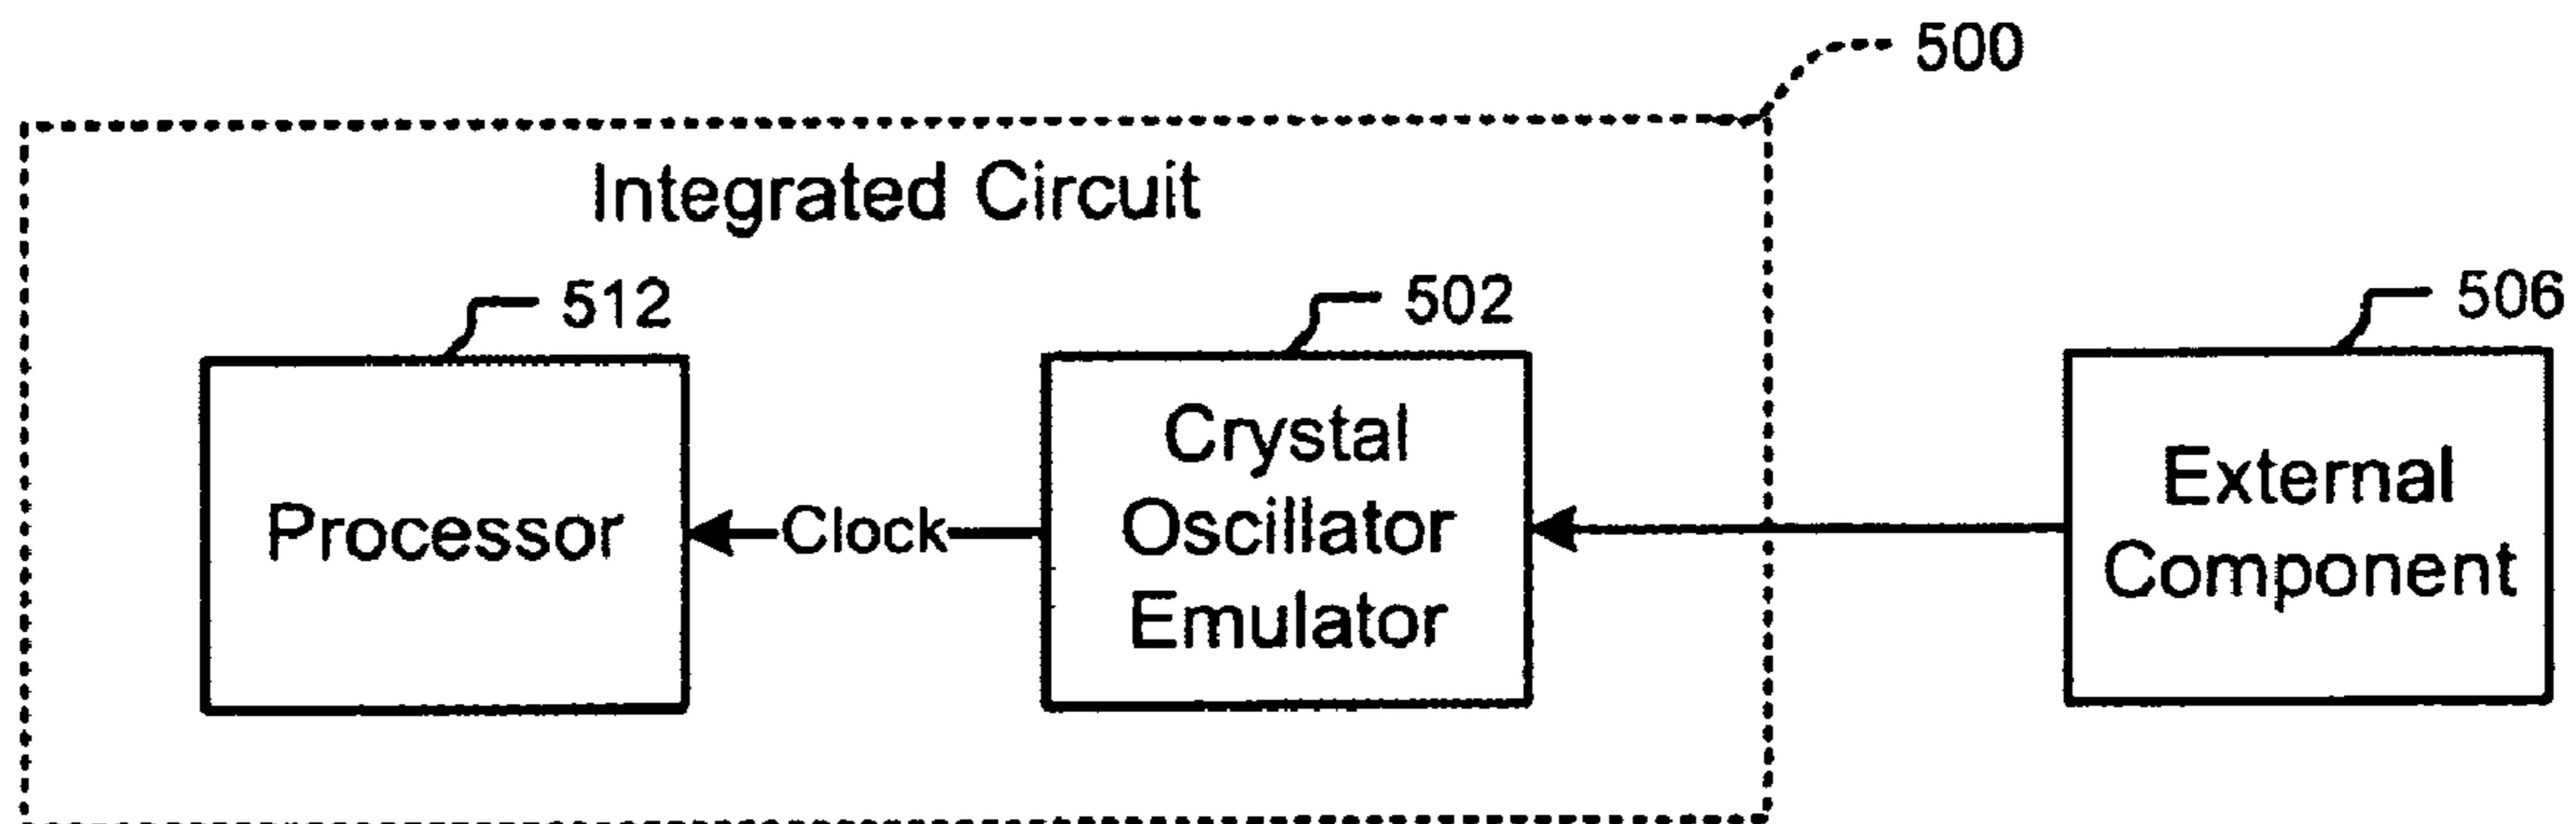 500
Integrated Circuit
512
502
506
Processor
Clock
Crystal
Oscillator
Emulator
External
Component